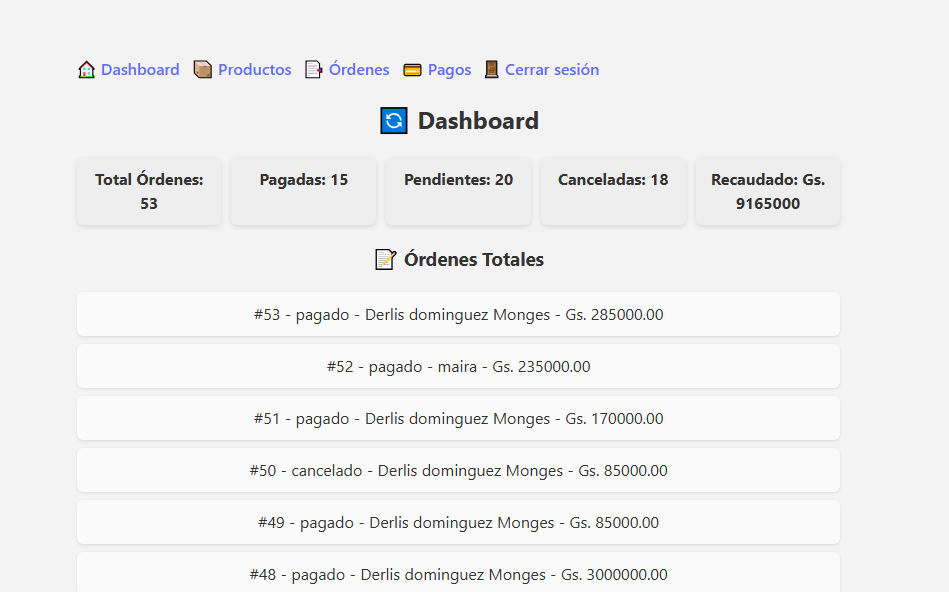 Dashboard Productos Órdenes Pagos Cerrar sesión
Dashboard
Total Órdenes:
53
Pagadas: 15
Pendientes: 20
Canceladas: 18
Recaudado: Gs.
9165000
Órdenes Totales
#53 - pagado - Derlis dominguez Monges - Gs. 285000.00
#52 - pagado - maira - Gs. 235000.00
#51 - pagado - Derlis dominguez Monges - Gs. 170000.00
#50 - cancelado - Derlis dominguez Monges - Gs. 85000.00
#49 - pagado - Derlis dominguez Monges - Gs. 85000.00
#48 - pagado - Derlis dominguez Monges - Gs. 3000000.00